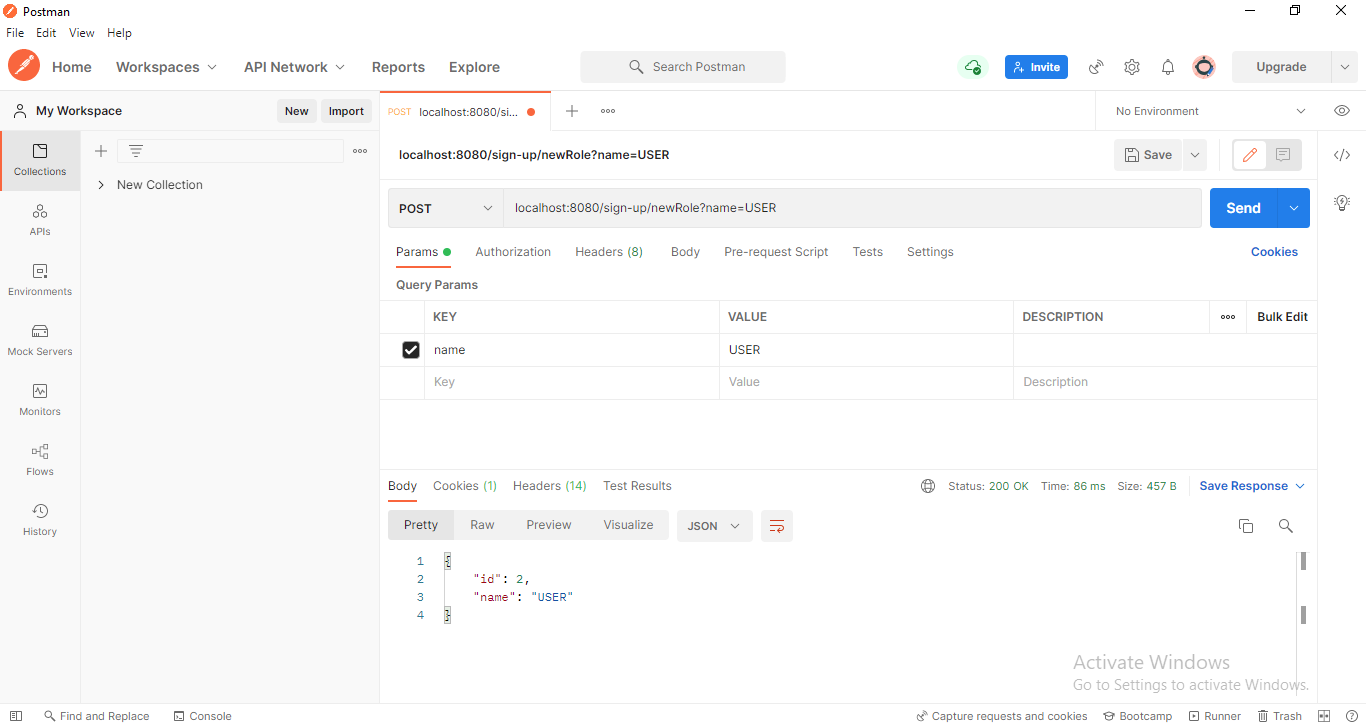 Postman
File Edit View Help
Home Workspaces API Network Reports Explore Search Postman Invite Upgrade
My Workspace New Import POST localhost:8080/si... No Environment
Collections
APIs
Environments
Mock Servers
Monitors
Flows
History
New Collection
localhost:8080/sign-up/newRole?name=USER Save
POST localhost:8080/sign-up/newRole?name=USER Send
Params Authorization Headers (8) Body Pre-request Script Tests Settings Cookies
Query Params
KEY VALUE DESCRIPTION Bulk Edit
name USER
Key Value Description
Body Cookies (1) Headers (14) Test Results Status: 200 OK Time: 86 ms Size: 457 B Save Response
Pretty Raw Preview Visualize JSON
1 {
2 "id": 2,
3 "name": "USER"
4 }
Activate Windows
Go to Settings to activate Windows.
Find and Replace Console Capture requests and cookies Bootcamp Runner Trash